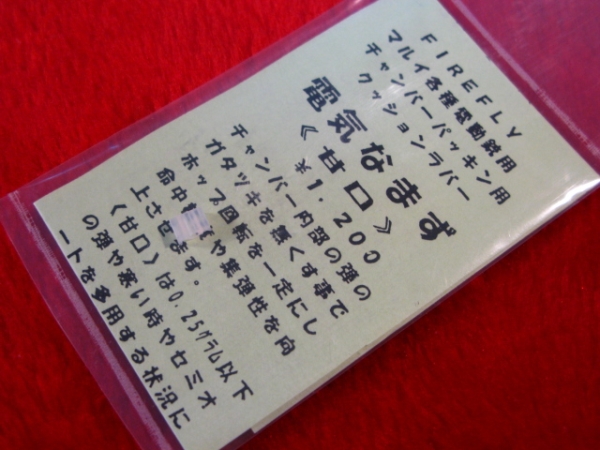 FIREFLY
マルイ各種電動銃用
チャンバーパッキン用
クッションラバー
電気なまず
《甘口》
¥1,200
チャンバー内部の弾の
ガタツキを無くす事で
ホップ回転を一定にし
命中や集弾性を向
上させます。
〈甘口〉は0.25グラム以下
の弾や寒い時やセミオ
ートを多用する状況に